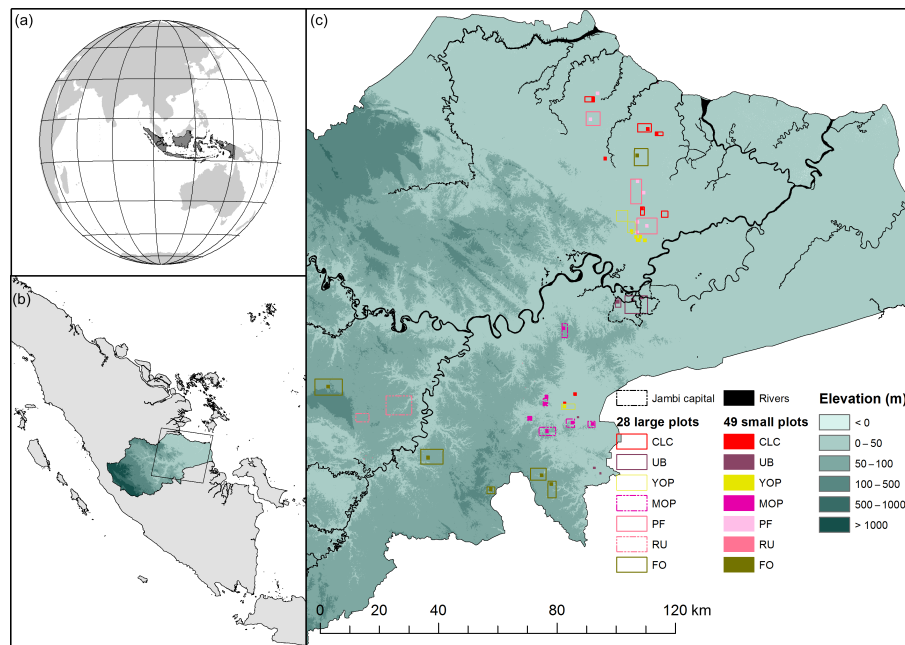 (a)
(b)
(c)
Jambi capital
Rivers
Elevation (m)
28 large plots
49 small plots
< 0
CLC
CLC
0 – 50
UB
UB
50 – 100
YOP
YOP
100 – 500
MOP
MOP
500 – 1000
PF
PF
> 1000
RU
RU
FO
FO
0 20 40 80 120 km